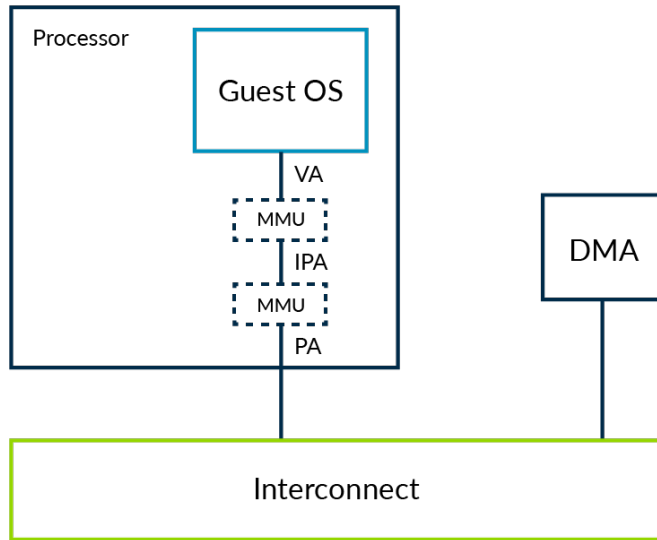 Processor
Guest OS
VA
MMU
IPA
MMU
PA
DMA
Interconnect